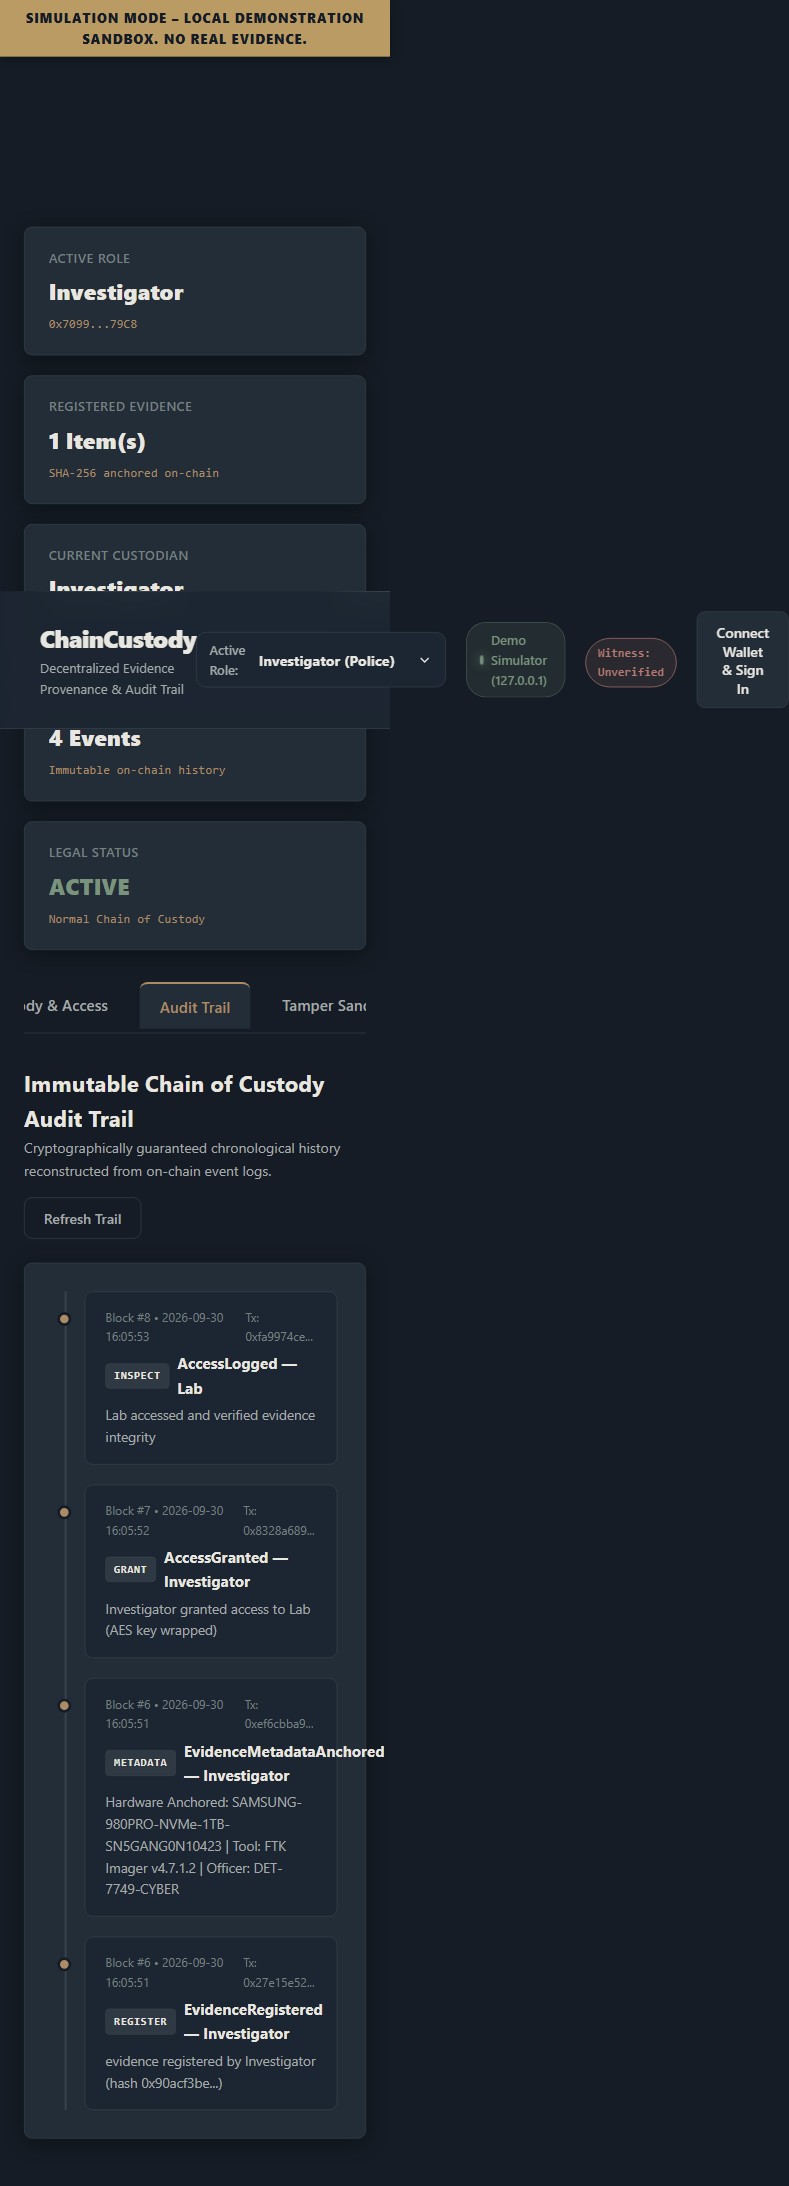 SIMULATION MODE – LOCAL DEMONSTRATION
SANDBOX. NO REAL EVIDENCE.
ACTIVE ROLE
Investigator
0x7099...79C8
REGISTERED EVIDENCE
1 Item(s)
SHA-256 anchored on-chain
CURRENT CUSTODIAN
Investigator
ChainCustody
Decentralized Evidence
Provenance & Audit Trail
Active
Role:
Investigator (Police)
Demo
Simulator
(127.0.0.1)
Witness:
Unverified
Connect
Wallet
& Sign
In
4 Events
Immutable on-chain history
LEGAL STATUS
ACTIVE
Normal Chain of Custody
dy & Access
Audit Trail
Tamper Sand
Immutable Chain of Custody
Audit Trail
Cryptographically guaranteed chronological history
reconstructed from on-chain event logs.
Refresh Trail
Block #8 • 2026-09-30
16:05:53
Tx:
0xfa9974ce...
INSPECT
AccessLogged —
Lab
Lab accessed and verified evidence
integrity
Block #7 • 2026-09-30
16:05:52
Tx:
0x8328a689...
GRANT
AccessGranted —
Investigator
Investigator granted access to Lab
(AES key wrapped)
Block #6 • 2026-09-30
16:05:51
Tx:
0xef6cbba9...
METADATA
EvidenceMetadataAnchored
— Investigator
Hardware Anchored: SAMSUNG-
980PRO-NVMe-1TB-
SN5GANG0N10423 | Tool: FTK
Imager v4.7.1.2 | Officer: DET-
7749-CYBER
Block #6 • 2026-09-30
16:05:51
Tx:
0x27e15e52...
REGISTER
EvidenceRegistered
— Investigator
evidence registered by Investigator
(hash 0x90acf3be...)